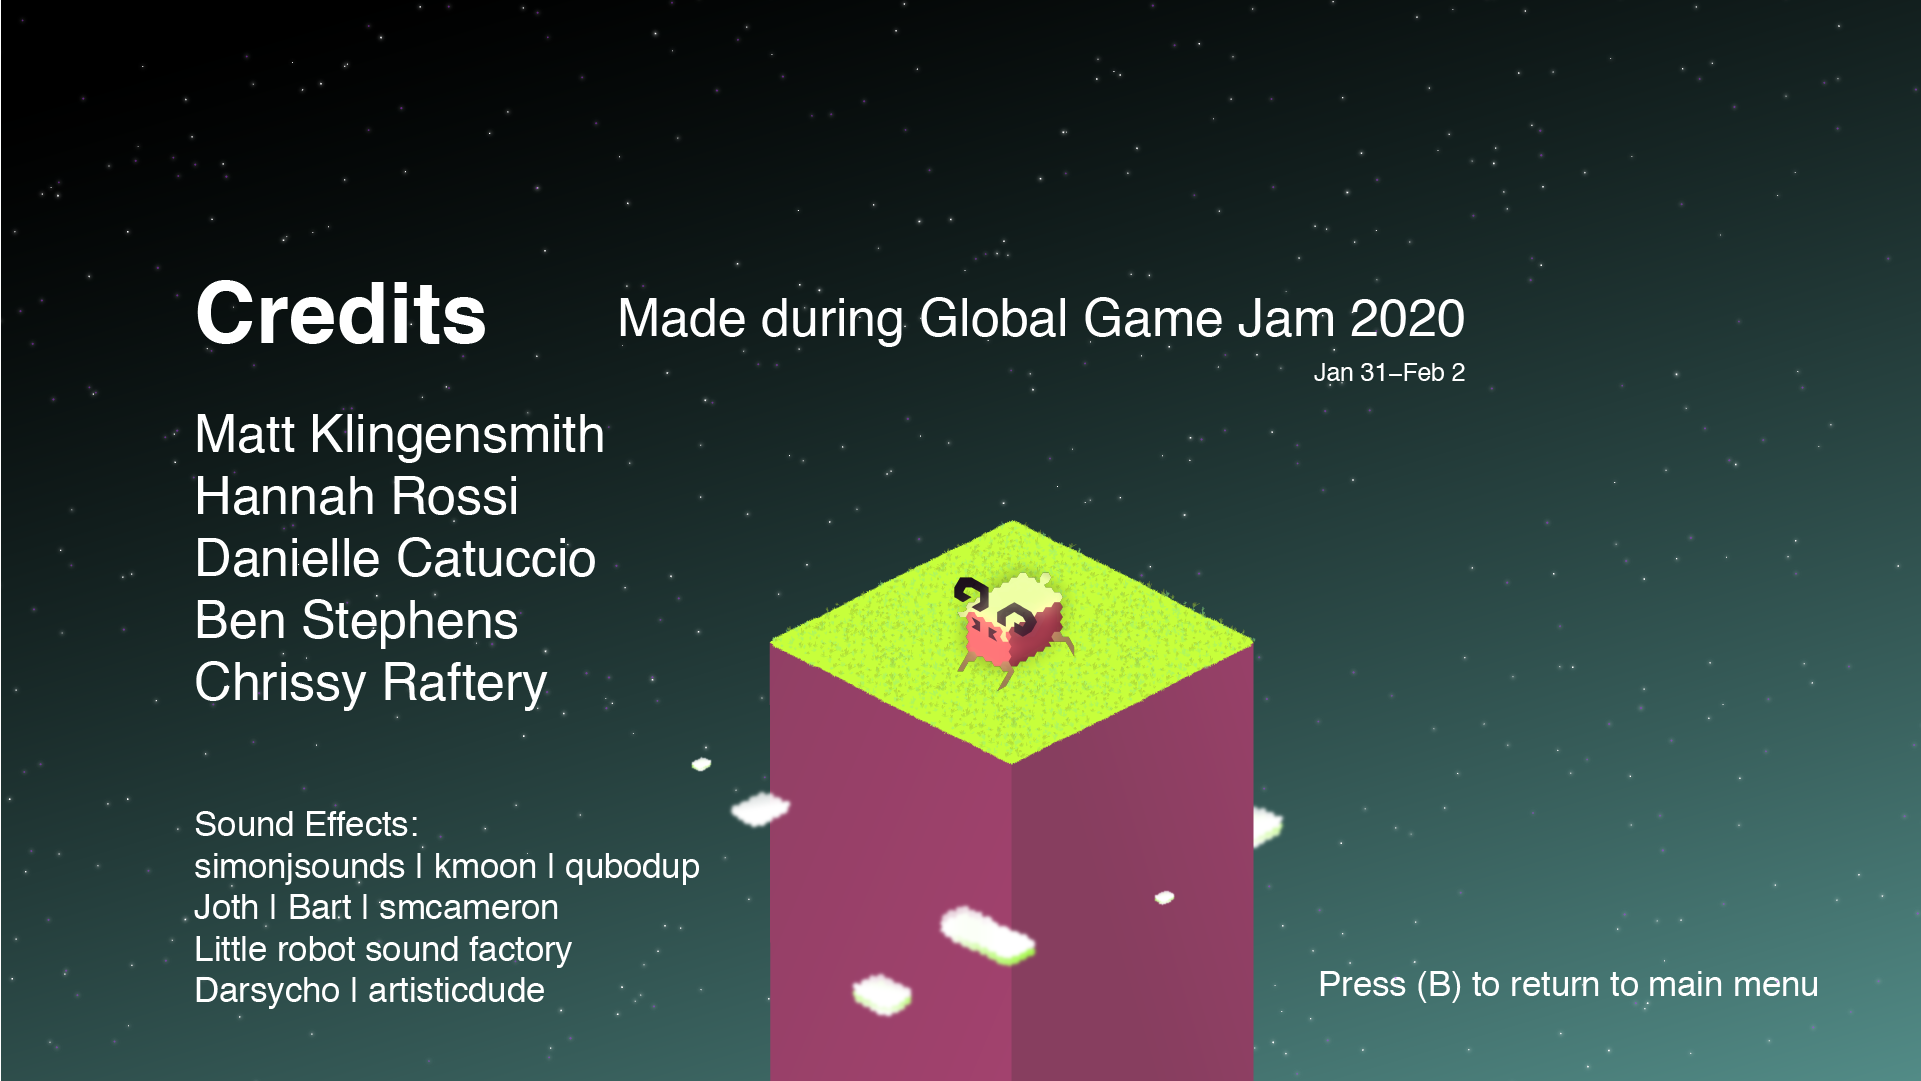 Credits
Made during Global Game Jam 2020
Jan 31–Feb 2
Matt Klingensmith
Hannah Rossi
Danielle Catuccio
Ben Stephens
Chrissy Raftery
Sound Effects:
simonjsounds | kmoon | qubodup
Joth | Bart | smcameron
Little robot sound factory
Darsycho | artisticdude
Press (B) to return to main menu